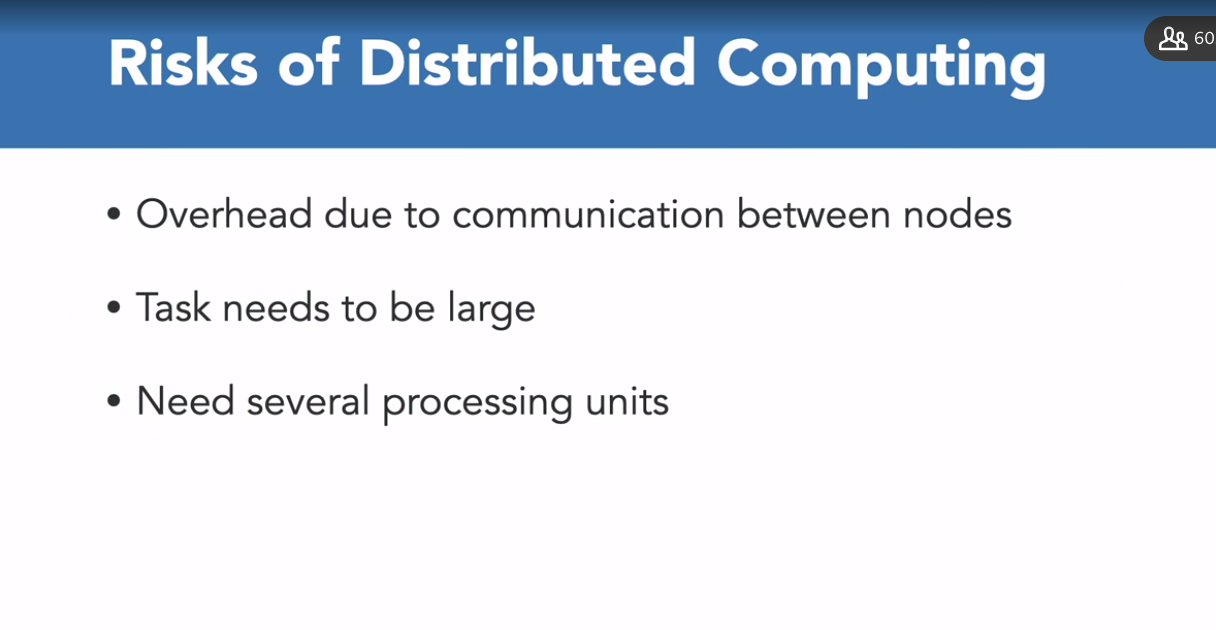 Risks of Distributed Computing
60
• Overhead due to communication between nodes
• Task needs to be large
• Need several processing units